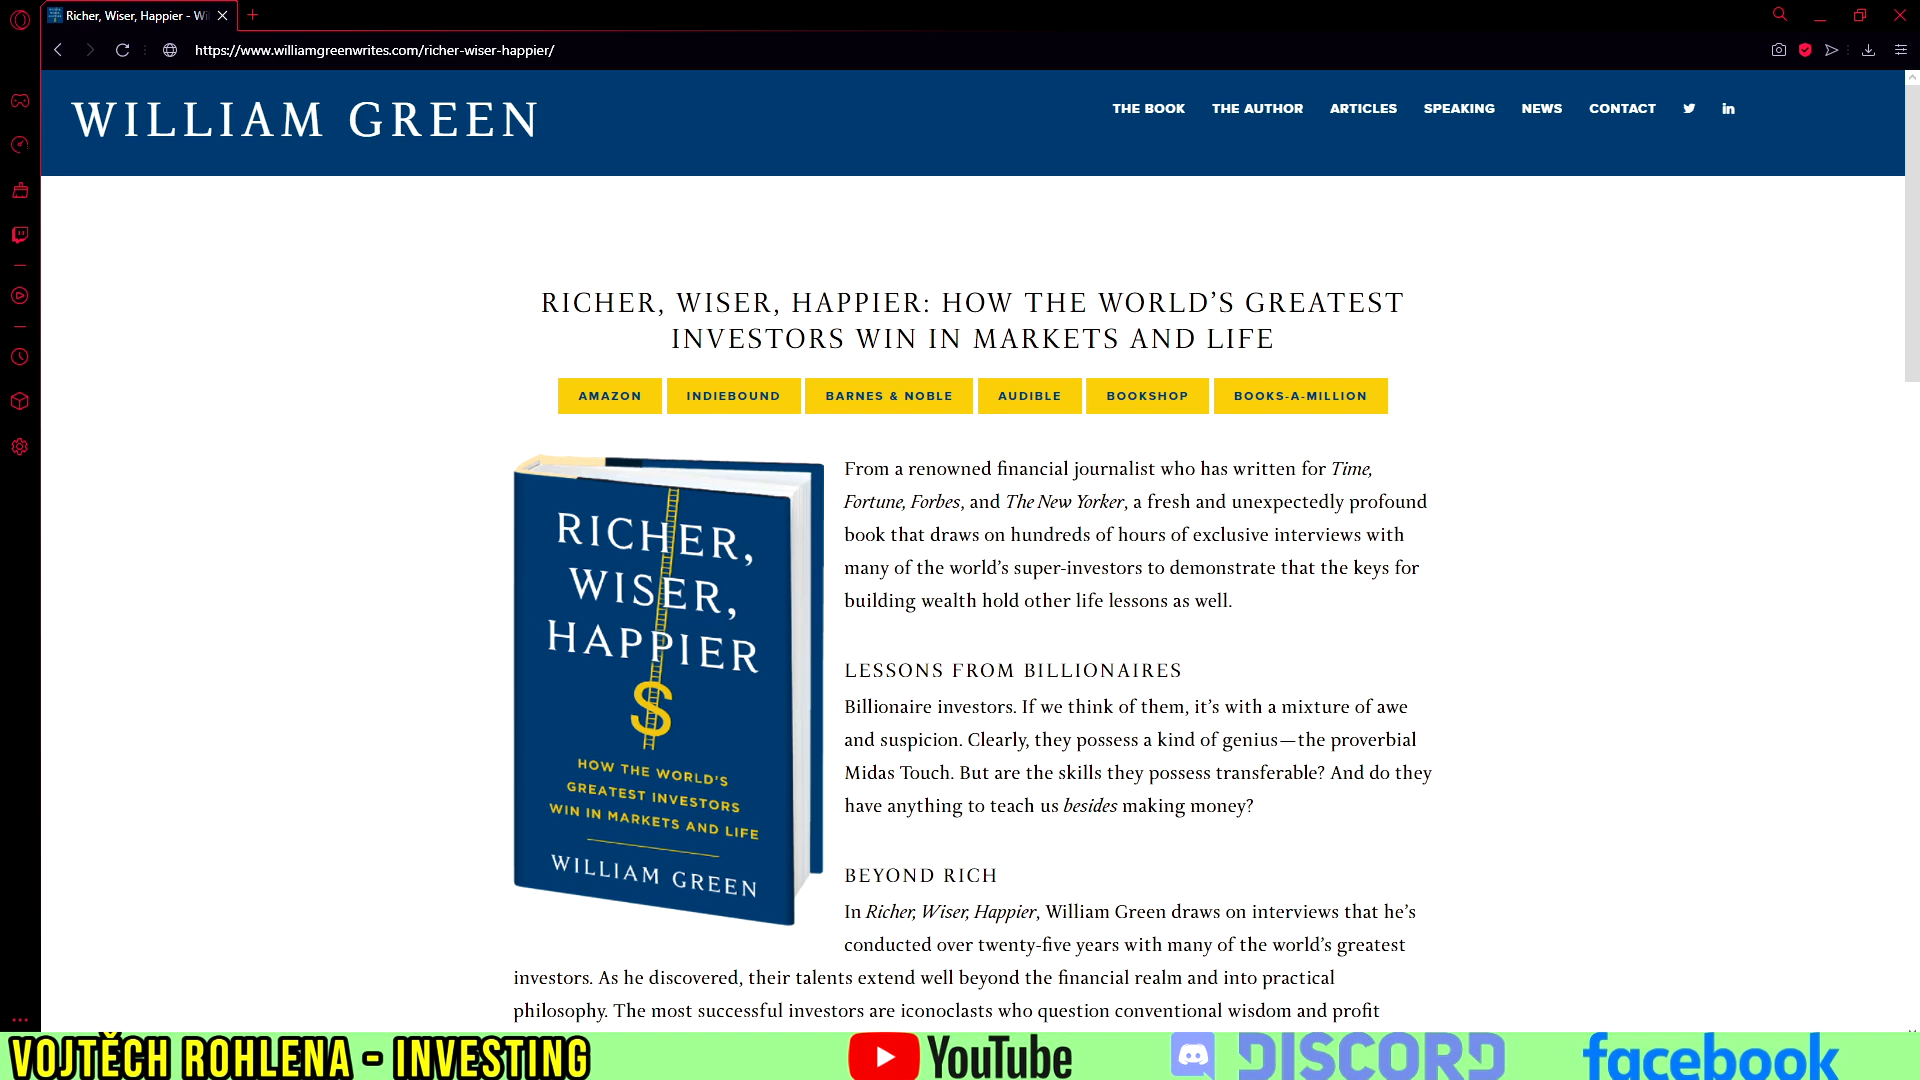 Richer, Wiser, Happier - Wi
https://www.williamgreenwrites.com/richer-wiser-happier/
WILLIAM GREEN
THE BOOK THE AUTHOR ARTICLES SPEAKING NEWS CONTACT
RICHER, WISER, HAPPIER: HOW THE WORLD’S GREATEST
INVESTORS WIN IN MARKETS AND LIFE
AMAZON INDIEBOUND BARNES & NOBLE AUDIBLE BOOKSHOP BOOKS-A-MILLION
RICHER,
WISER,
HAPPIER
$
HOW THE WORLD'S
GREATEST INVESTORS
WIN IN MARKETS AND LIFE
WILLIAM GREEN
From a renowned financial journalist who has written for Time,
Fortune, Forbes, and The New Yorker, a fresh and unexpectedly profound
book that draws on hundreds of hours of exclusive interviews with
many of the world’s super-investors to demonstrate that the keys for
building wealth hold other life lessons as well.
LESSONS FROM BILLIONAIRES
Billionaire investors. If we think of them, it’s with a mixture of awe
and suspicion. Clearly, they possess a kind of genius—the proverbial
Midas Touch. But are the skills they possess transferable? And do they
have anything to teach us besides making money?
BEYOND RICH
In Richer, Wiser, Happier, William Green draws on interviews that he’s
conducted over twenty-five years with many of the world’s greatest
investors. As he discovered, their talents extend well beyond the financial realm and into practical
philosophy. The most successful investors are iconoclasts who question conventional wisdom and profit
VOJTĚCH ROHLENA - INVESTING YouTube DISCORD facebook